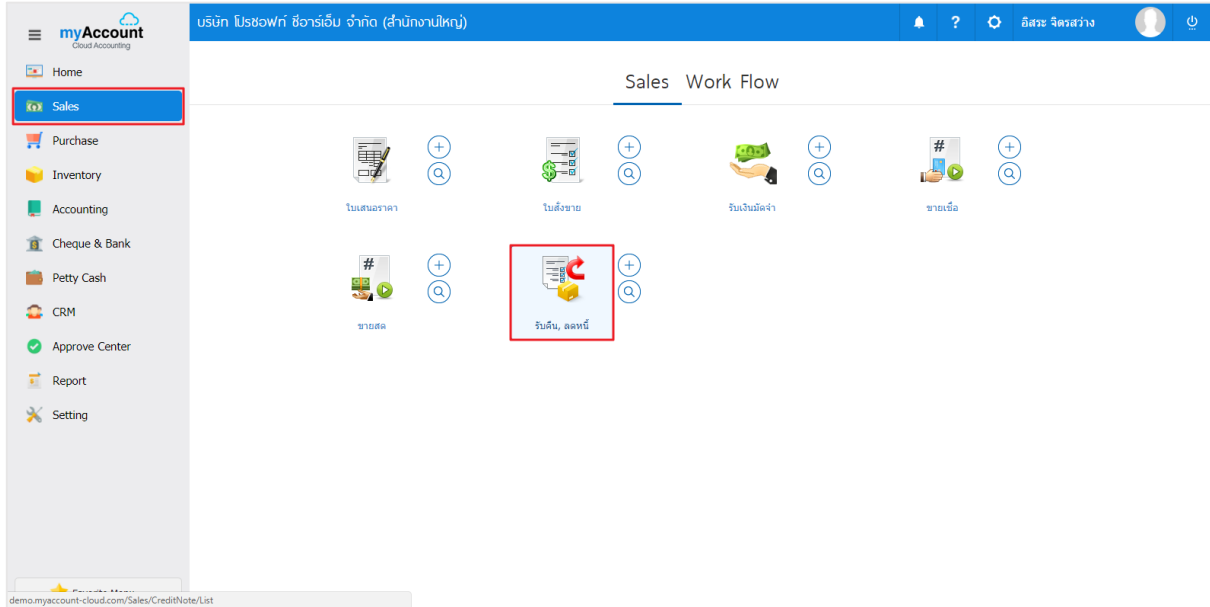 myAccount
Cloud Accounting
บริษัท โปรซอฟท์ ซีอาร์เอ็ม จำกัด (สำนักงานใหญ่)
?
อิสระ จิตรสว่าง
Home
Sales
Purchase
Inventory
Accounting
Cheque & Bank
Petty Cash
CRM
Approve Center
Report
Setting
Sales Work Flow
ใบเสนอราคา
ใบสั่งขาย
รับเงินมัดจำ
#
ขายเชื่อ
#
ขายสด
รับคืน, ลดหนี้
Favorite Menu
demo.myaccount-cloud.com/Sales/CreditNote/List